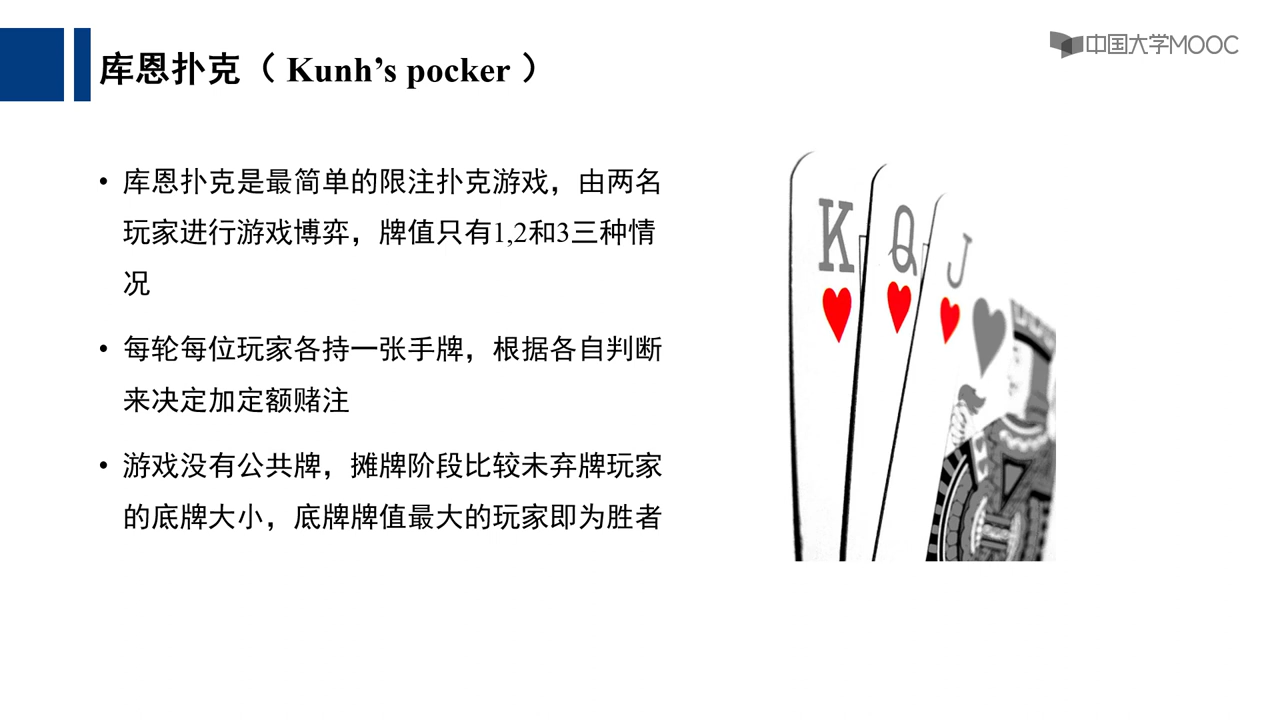 中国大学MOOC
库恩扑克（ Kunh’s pocker ）
• 库恩扑克是最简单的限注扑克游戏，由两名
玩家进行游戏博弈，牌值只有1,2和3三种情
况
• 每轮每位玩家各持一张手牌，根据各自判断
来决定加定额赌注
• 游戏没有公共牌，摊牌阶段比较未弃牌玩家
的底牌大小，底牌牌值最大的玩家即为胜者
K
Q
J